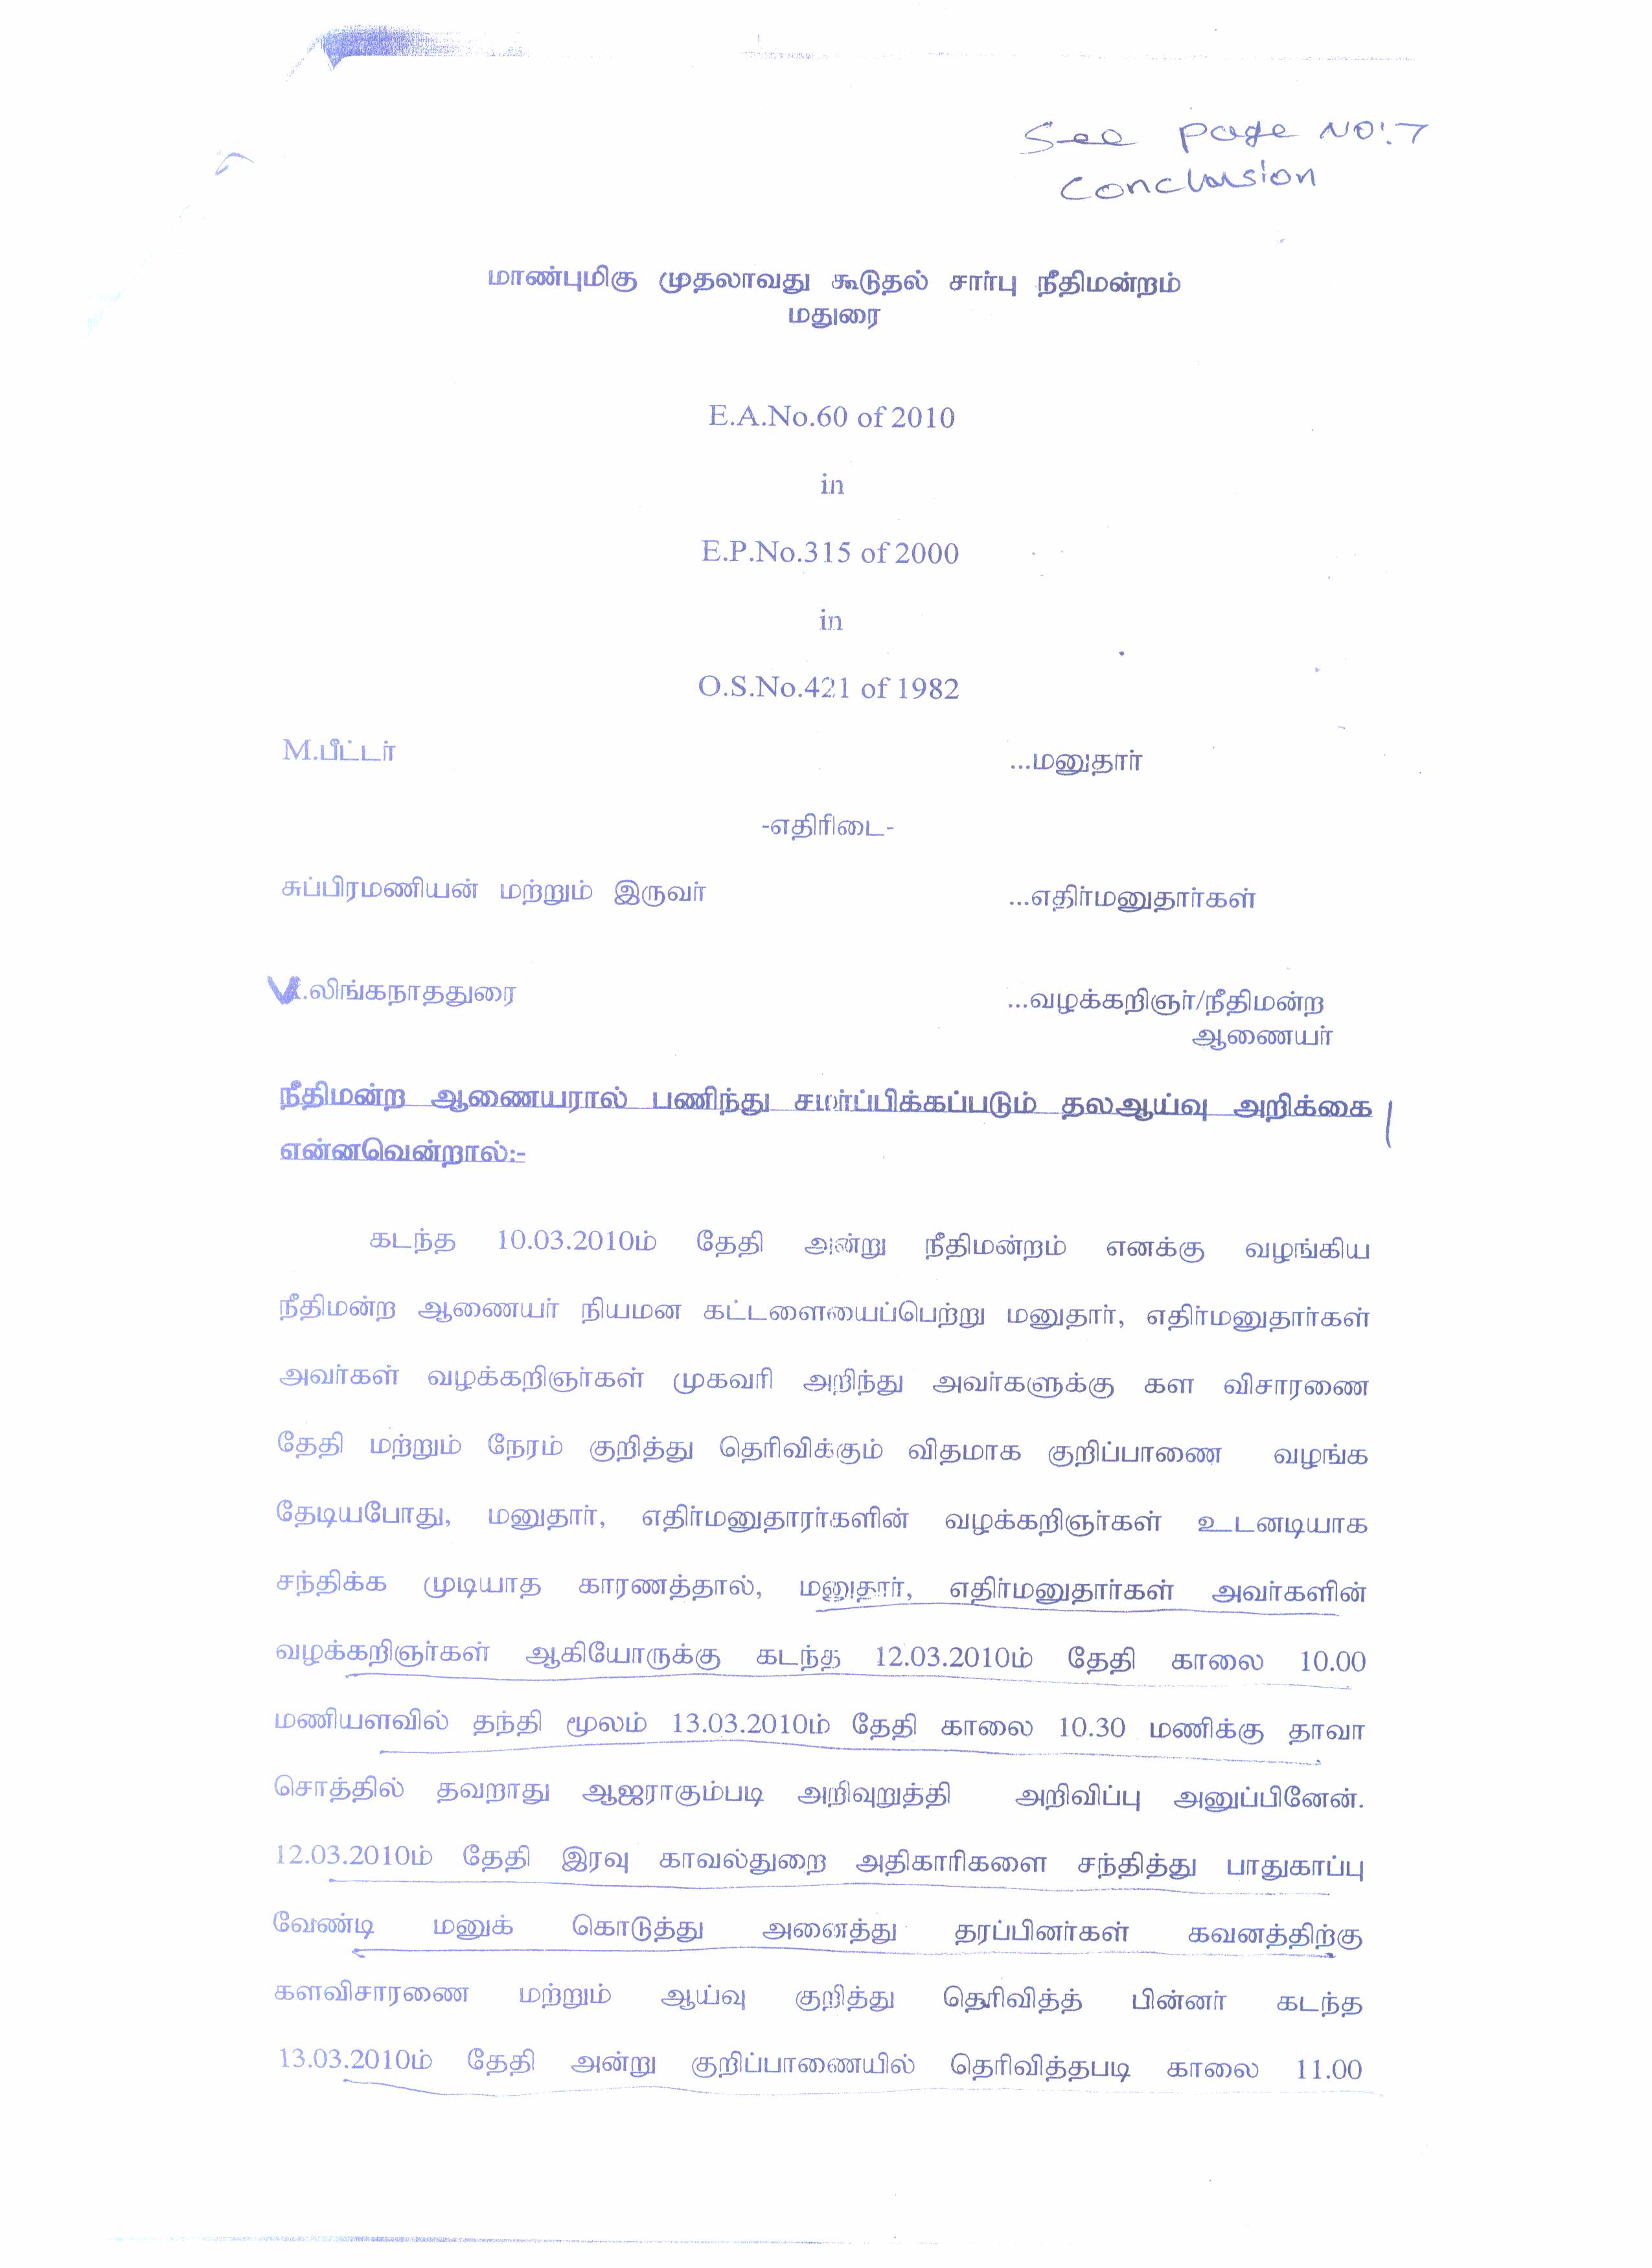 See page NO:7
Conclusion
மாண்புமிகு முதலாவது கூடுதல் சார்பு நீதிமன்றம்
மதுரை
E.A.No.60 of 2010
in
E.P.No.315 of 2000
in
O.S.No.421 of 1982
M.பீட்டர் ...மனுதார்
-எதிரிடை-
சுப்பிரமணியன் மற்றும் இருவர் ...எதிர்மனுதார்கள்
.லிங்கநாததுரை ...வழக்கறிஞர்/நீதிமன்ற
ஆணையர்
நீதிமன்ற ஆணையரால் பணிந்து சமர்ப்பிக்கப்படும் தலஆய்வு அறிக்கை
என்னவென்றால்:-
கடந்த 10.03.2010ம் தேதி அன்று நீதிமன்றம் எனக்கு வழங்கிய
நீதிமன்ற ஆணையர் நியமன கட்டளையைப்பெற்று மனுதார், எதிர்மனுதார்கள்
அவர்கள் வழக்கறிஞர்கள் முகவரி அறிந்து அவர்களுக்கு கள விசாரணை
தேதி மற்றும் நேரம் குறித்து தெரிவிக்கும் விதமாக குறிப்பாணை வழங்க
தேடியபோது, மனுதார், எதிர்மனுதாரர்களின் வழக்கறிஞர்கள் உடனடியாக
சந்திக்க முடியாத காரணத்தால், மனுதார், எதிர்மனுதார்கள் அவர்களின்
வழக்கறிஞர்கள் ஆகியோருக்கு கடந்த 12.03.2010ம் தேதி காலை 10.00
மணியளவில் தந்தி மூலம் 13.03.2010ம் தேதி காலை 10.30 மணிக்கு தாவா
சொத்தில் தவறாது ஆஜராகும்படி அறிவுறுத்தி அறிவிப்பு அனுப்பினேன்.
12.03.2010ம் தேதி இரவு காவல்துறை அதிகாரிகளை சந்தித்து பாதுகாப்பு
வேண்டி மனுக் கொடுத்து அனைத்து தரப்பினர்கள் கவனத்திற்கு
களவிசாரணை மற்றும் ஆய்வு குறித்து தெரிவித்த் பின்னர் கடந்த
13.03.2010ம் தேதி அன்று குறிப்பாணையில் தெரிவித்தபடி காலை 11.00